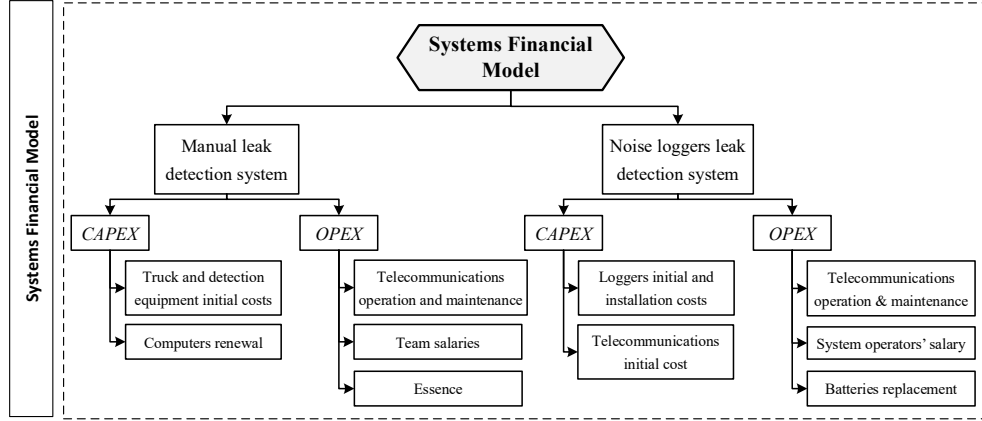 Systems Financial Model
Systems Financial
Model
Manual leak
detection system
Noise loggers leak
detection system
CAPEX
OPEX
CAPEX
OPEX
Truck and detection
equipment initial costs
Computers renewal
Telecommunications
operation and maintenance
Team salaries
Essence
Loggers initial and
installation costs
Telecommunications
initial cost
Telecommunications
operation & maintenance
System operators' salary
Batteries replacement